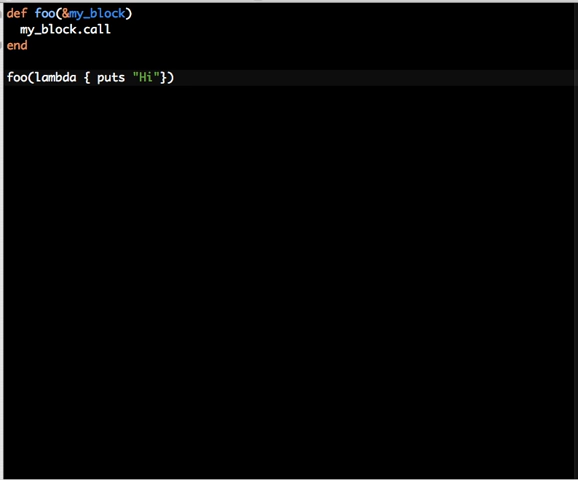 def foo(&my_block)
  my_block.call
end
foo(lambda { puts "Hi"})